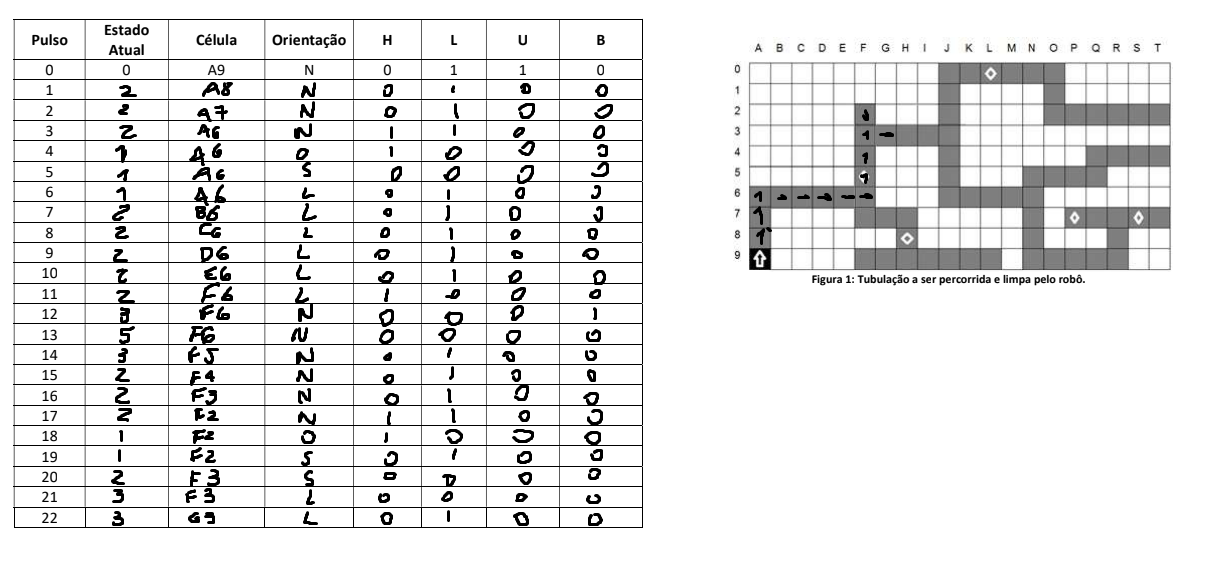 Pulso Estado Atual Célula Orientação H L U B
0 0 A9 N 0 1 1 0
1 2 A8 N 0 1 0 0
2 2 A7 N 0 1 0 0
3 2 A6 N 1 1 0 0
4 1 A6 O 1 0 0 0
5 1 A6 S 0 0 0 0
6 1 A6 L 0 1 0 0
7 2 B6 L 0 1 0 0
8 2 C6 L 0 1 0 0
9 2 D6 L 0 1 0 0
10 2 E6 L 0 1 0 0
11 2 F6 L 1 0 0 0
12 3 F6 N 0 0 0 1
13 5 F6 N 0 0 0 0
14 3 F5 N 0 1 0 0
15 2 F4 N 0 1 0 0
16 2 F3 N 0 1 0 0
17 2 F2 N 1 1 0 0
18 1 F2 O 1 0 0 0
19 1 F2 S 0 1 0 0
20 2 F3 S 0 0 0 0
21 3 F3 L 0 0 0 0
22 3 G3 L 0 1 0 0
A B C D E F G H I J K L M N O P Q R S T
0
1
2
3
4
5
6
7
8
9
Figura 1: Tubulação a ser percorrida e limpa pelo robô.